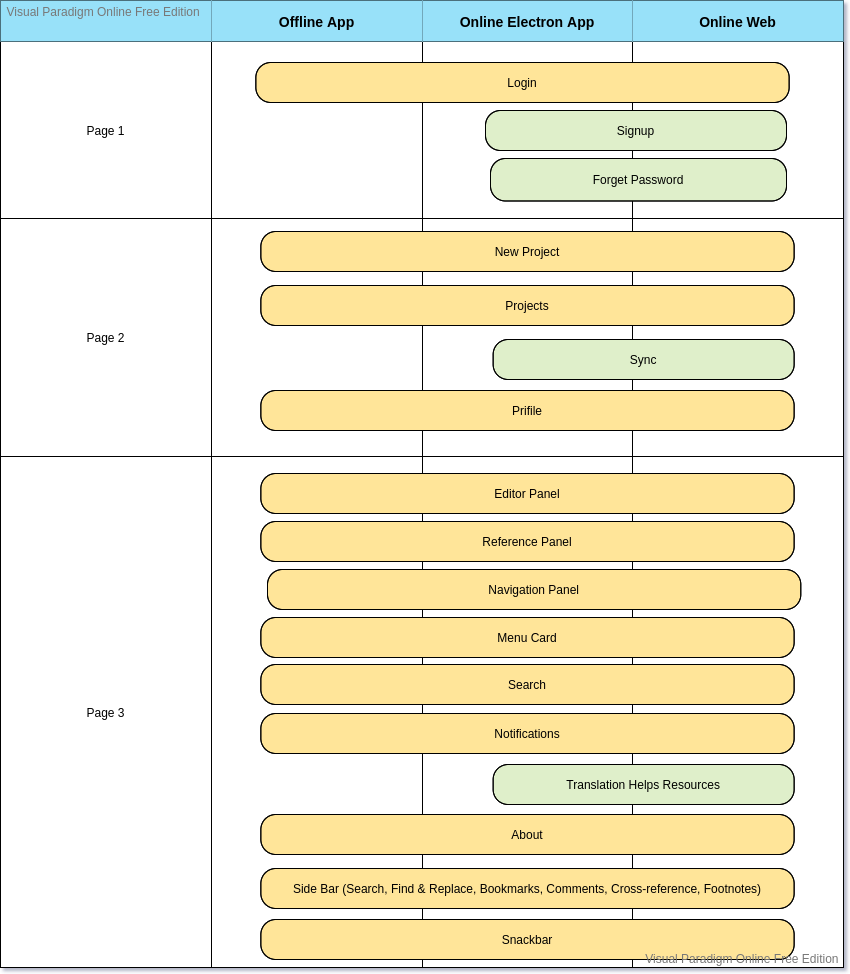 Visual Paradigm Online Free Edition
Offline App
Online Electron App
Online Web
Page 1
Login
Signup
Forget Password
Page 2
New Project
Projects
Sync
Prifile
Page 3
Editor Panel
Reference Panel
Navigation Panel
Menu Card
Search
Notifications
Translation Helps Resources
About
Side Bar (Search, Find & Replace, Bookmarks, Comments, Cross-reference, Footnotes)
Snackbar
Visual Paradigm Online Free Edition